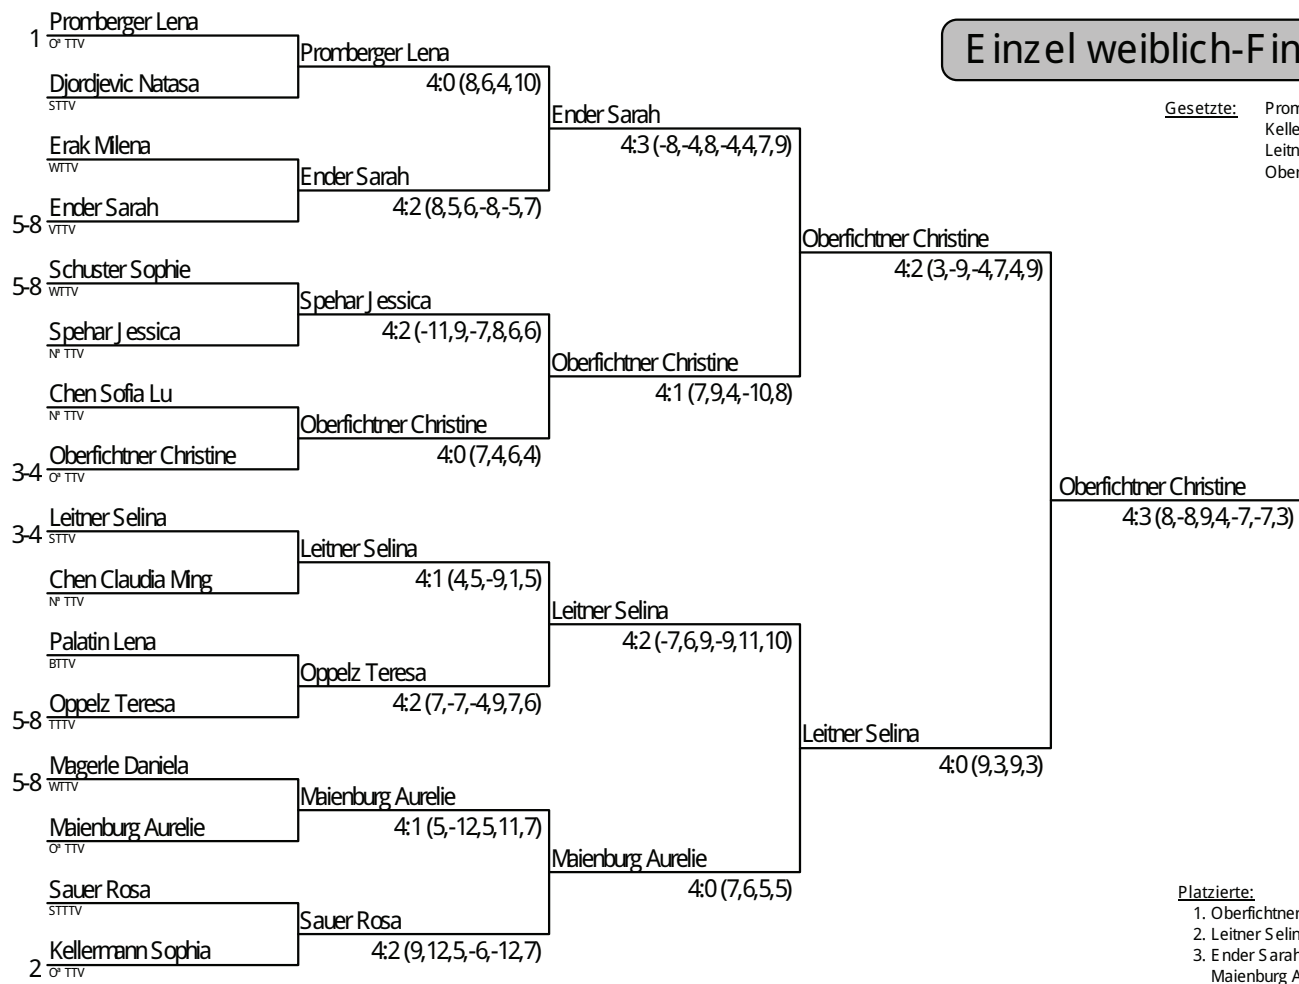 Einzel weiblich-Fin
Gesetzte: Prom
Kelle
Leitn
Ober
1 Promberger Lena
OÖTTV
Djordjevic Natasa
STTV
Erak Milena
WTTV
5-8 Ender Sarah
VTTV
5-8 Schuster Sophie
WTTV
Spehar Jessica
NÖTTV
Chen Sofia Lu
NÖTTV
3-4 Oberfichtner Christine
OÖTTV
3-4 Leitner Selina
STTV
Chen Claudia Ming
NÖTTV
Palatin Lena
BTTV
5-8 Oppelz Teresa
TTTV
5-8 Magerle Daniela
WTTV
Maienburg Aurelie
OÖTTV
Sauer Rosa
STTTV
2 Kellermann Sophia
OÖTTV
Promberger Lena
4:0 (8,6,4,10)
Ender Sarah
4:2 (8,5,6,-8,-5,7)
Spehar Jessica
4:2 (-11,9,-7,8,6,6)
Oberfichtner Christine
4:0 (7,4,6,4)
Leitner Selina
4:1 (4,5,-9,1,5)
Oppelz Teresa
4:2 (7,-7,-4,9,7,6)
Maienburg Aurelie
4:1 (5,-12,5,11,7)
Sauer Rosa
4:2 (9,12,5,-6,-12,7)
Ender Sarah
4:3 (-8,-4,8,-4,4,7,9)
Oberfichtner Christine
4:1 (7,9,4,-10,8)
Leitner Selina
4:2 (-7,6,9,-9,11,10)
Maienburg Aurelie
4:0 (7,6,5,5)
Oberfichtner Christine
4:2 (3,-9,-4,7,4,9)
Leitner Selina
4:0 (9,3,9,3)
Oberfichtner Christine
4:3 (8,-8,9,4,-7,-7,3)
Platzierte:
1. Oberfichtner
2. Leitner Selin
3. Ender Sarah
Maienburg A